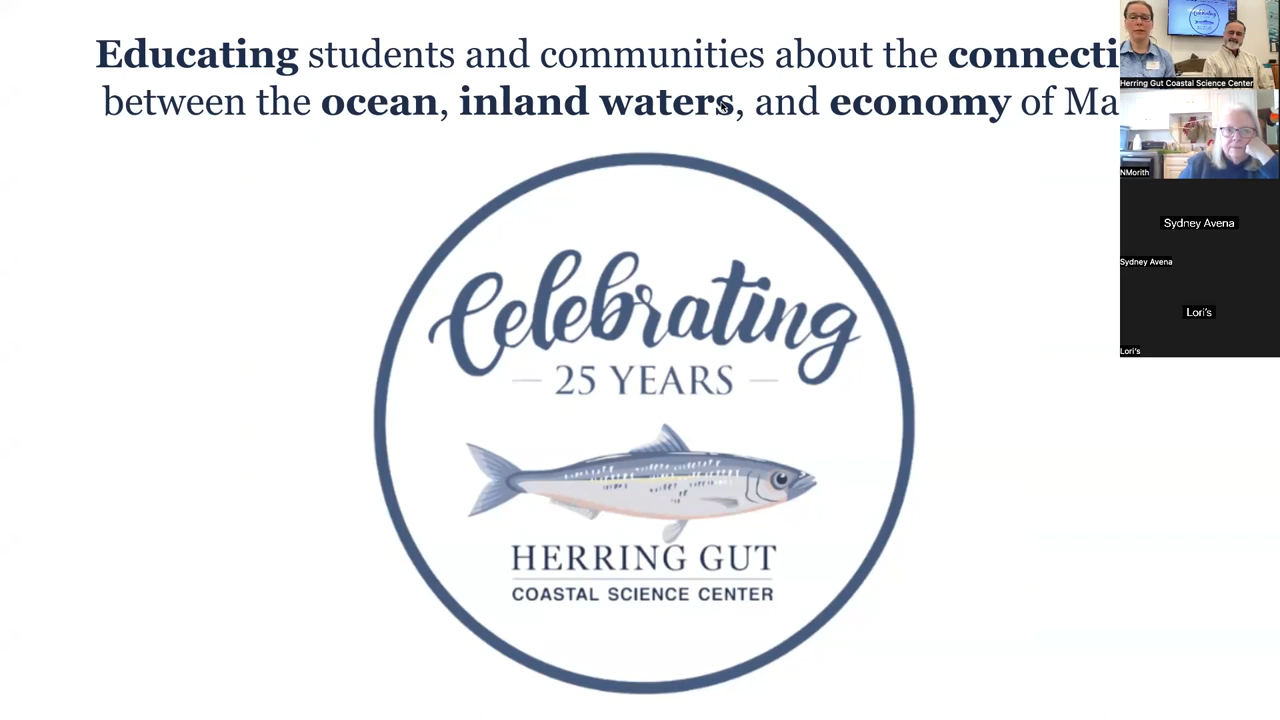 Educating students and communities about the connecti
between the ocean, inland waters, and economy of Ma
Celebrating
25 YEARS
HERRING GUT
COASTAL SCIENCE CENTER
Herring Gut Coastal Science Center
NMorith
Sydney Avena
Sydney Avena
Lori's
Lori's